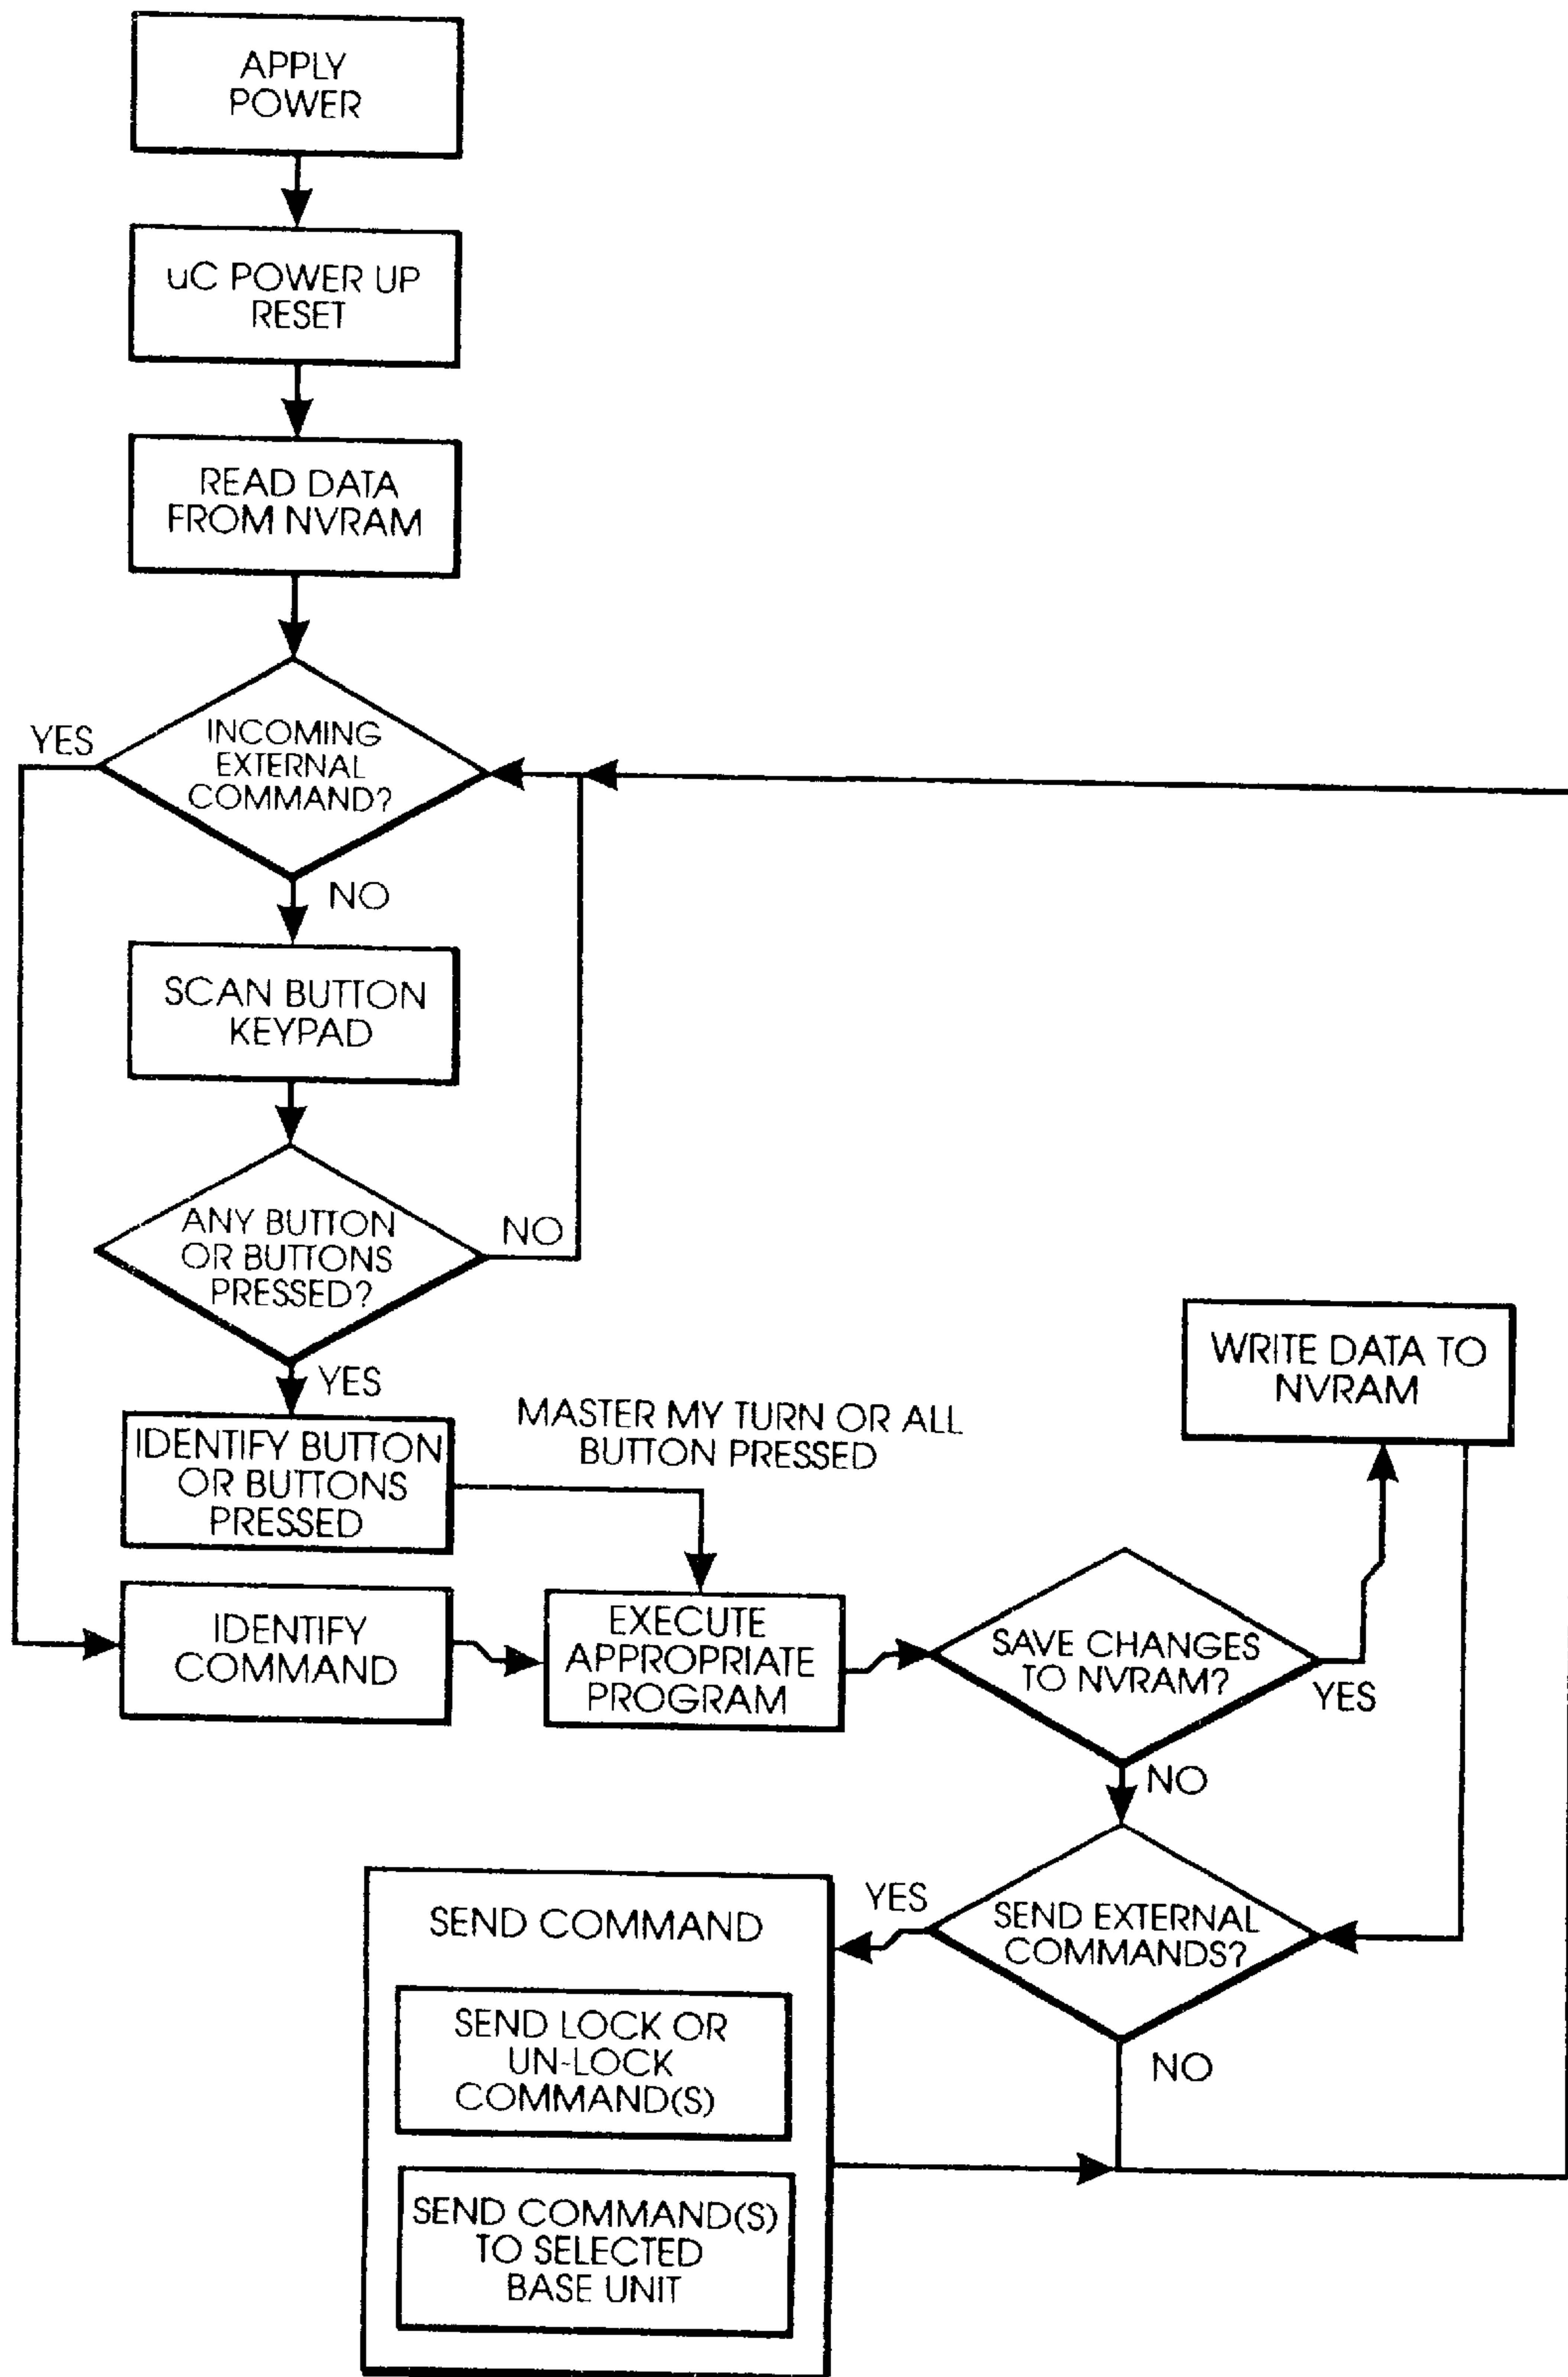 APPLY
POWER
uC POWER UP
RESET
READ DATA
FROM NVRAM
YES
INCOMING
EXTERNAL
COMMAND?
NO
SCAN BUTTON
KEYPAD
ANY BUTTON
OR BUTTONS
PRESSED?
NO
YES
IDENTIFY BUTTON
OR BUTTONS
PRESSED
MASTER MY TURN OR ALL
BUTTON PRESSED
WRITE DATA TO
NVRAM
IDENTIFY
COMMAND
EXECUTE
APPROPRIATE
PROGRAM
SAVE CHANGES
TO NVRAM?
YES
NO
YES
SEND EXTERNAL
COMMANDS?
NO
SEND COMMAND
SEND LOCK OR
UN-LOCK
COMMAND(S)
SEND COMMAND(S)
TO SELECTED
BASE UNIT